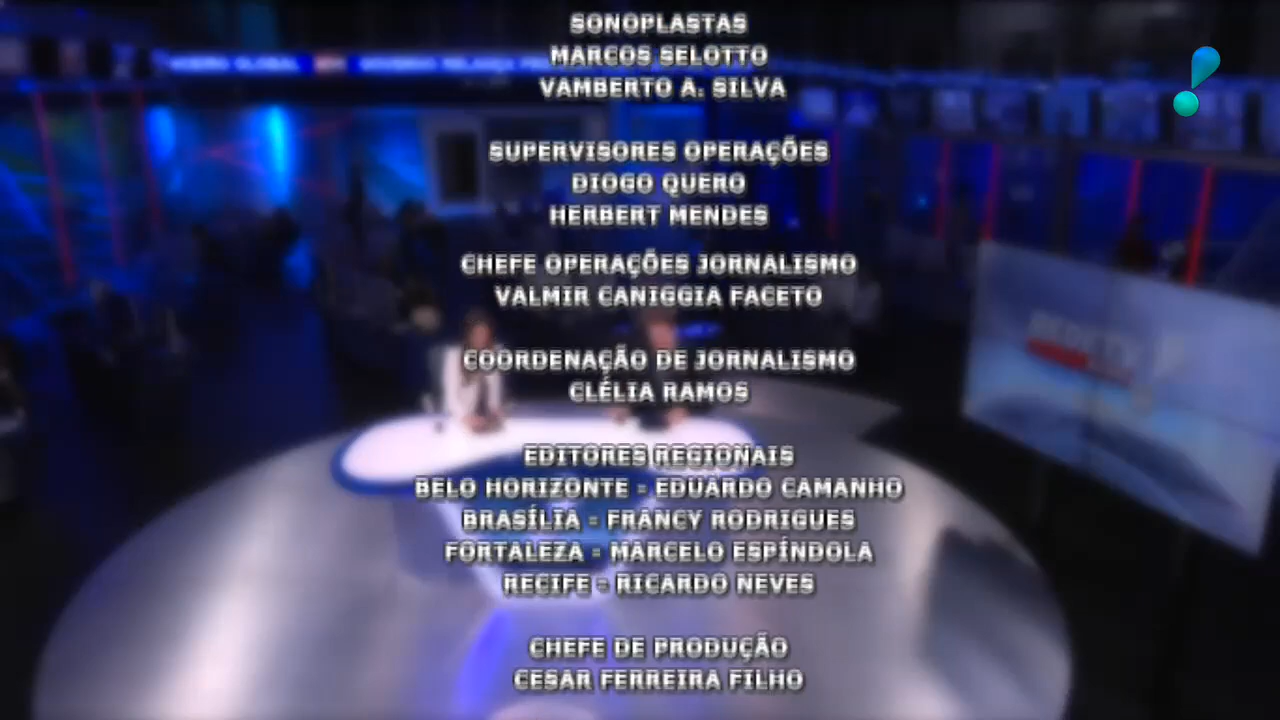 SONOPLASTAS
MARCOS SELOTTO
VAMBERTO A. SILVA
SUPERVISORES OPERAÇÕES
DIOGO QUERO
HERBERT MENDES
CHEFE OPERAÇÕES JORNALISMO
VALMIR CANIGGIA FACETO
COORDENAÇÃO DE JORNALISMO
CLÉLIA RAMOS
EDITORES REGIONAIS
BELO HORIZONTE - EDUARDO CAMANHO
BRASÍLIA - FRANCY RODRIGUES
FORTALEZA - MARCELO ESPÍNDOLA
RECIFE - RICARDO NEVES
CHEFE DE PRODUÇÃO
CESAR FERREIRA FILHO